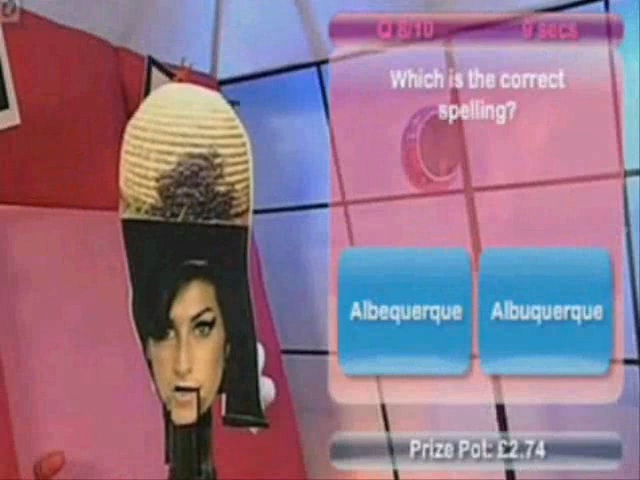 Q 8/10 9 secs
Which is the correct
spelling?
Albequerque Albuquerque
Prize Pot: £2.74